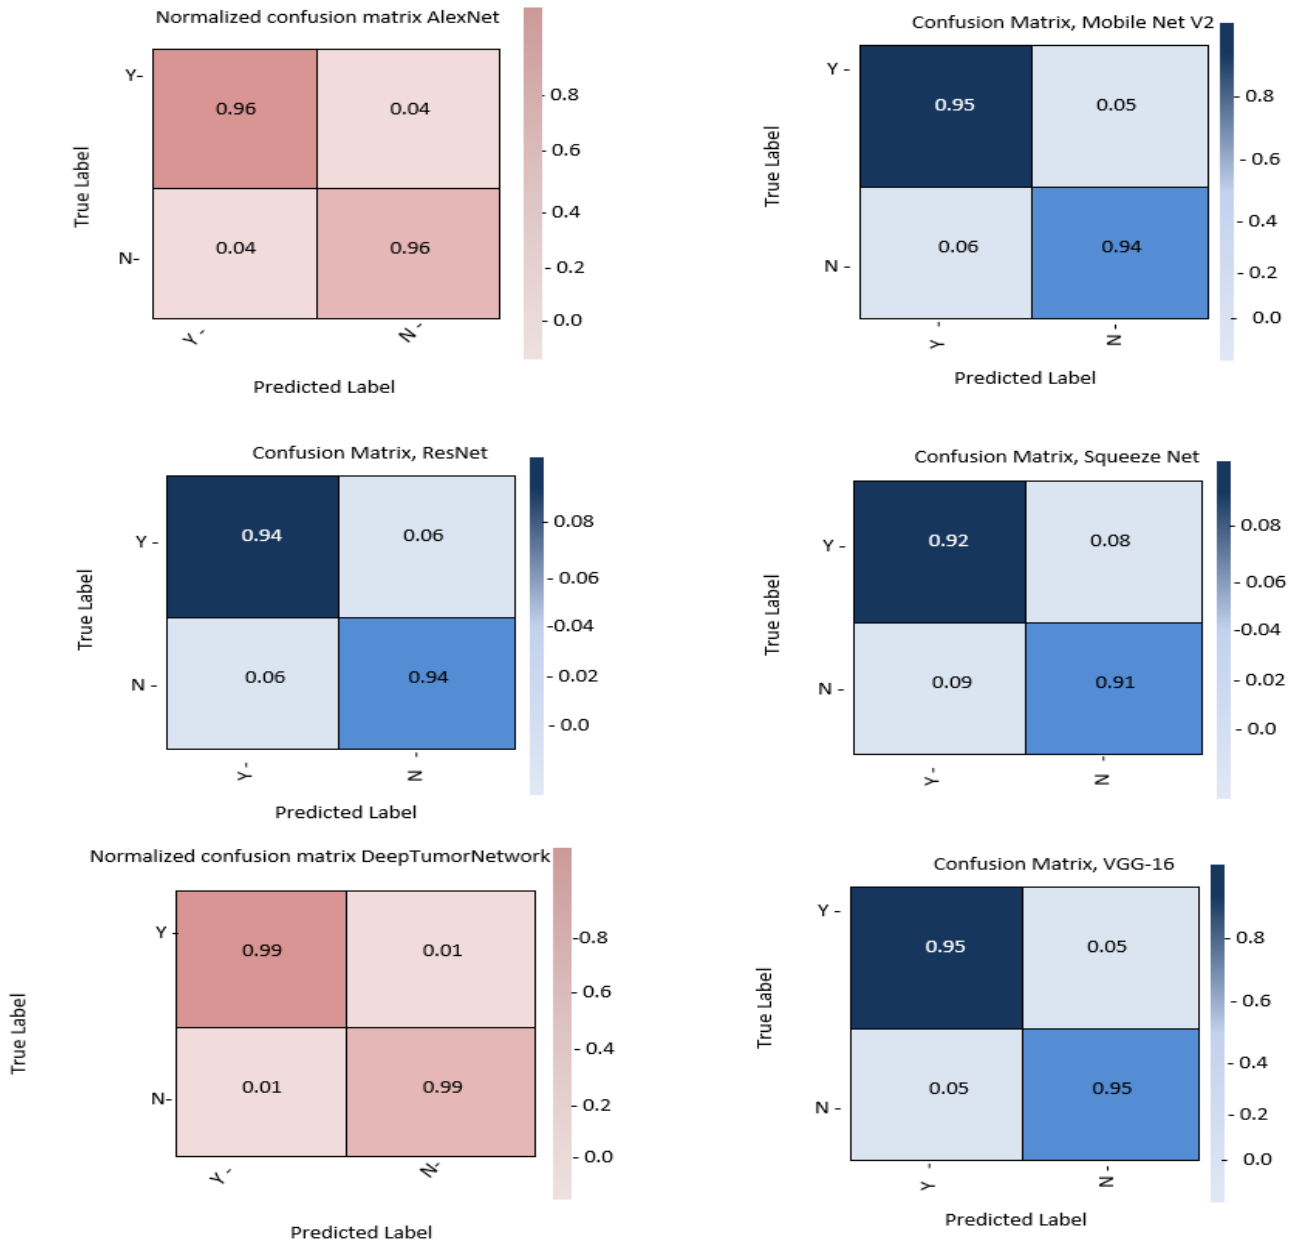 Normalized confusion matrix AlexNet
Y-
0.96
0.04
0.8
- 0.6
0.4
- 0.2
0.0
True Label
N-
0.04
0.96
Y -
N -
Predicted Label
Confusion Matrix, Mobile Net V2
Y -
0.95
0.05
0.8
- 0.6
0.4
- 0.2
0.0
True Label
N -
0.06
0.94
Y -
N -
Predicted Label
Confusion Matrix, ResNet
Y -
0.94
0.06
0.08
- 0.06
-0.04
- 0.02
- 0.0
True Label
N -
0.06
0.94
Y -
N -
Predicted Label
Confusion Matrix, Squeeze Net
Y -
0.92
0.08
0.08
- 0.06
-0.04
- 0.02
- 0.0
True Label
N -
0.09
0.91
Y -
N -
Normalized confusion matrix DeepTumorNetwork
Y -
0.99
0.01
-0.8
- 0.6
- 0.4
- 0.2
- 0.0
True Label
N-
0.01
0.99
Y -
N-
Predicted Label
Confusion Matrix, VGG-16
Y -
0.95
0.05
- 0.8
- 0.6
- 0.4
- 0.2
0.0
True Label
N -
0.05
0.95
Y -
N -
Predicted Label